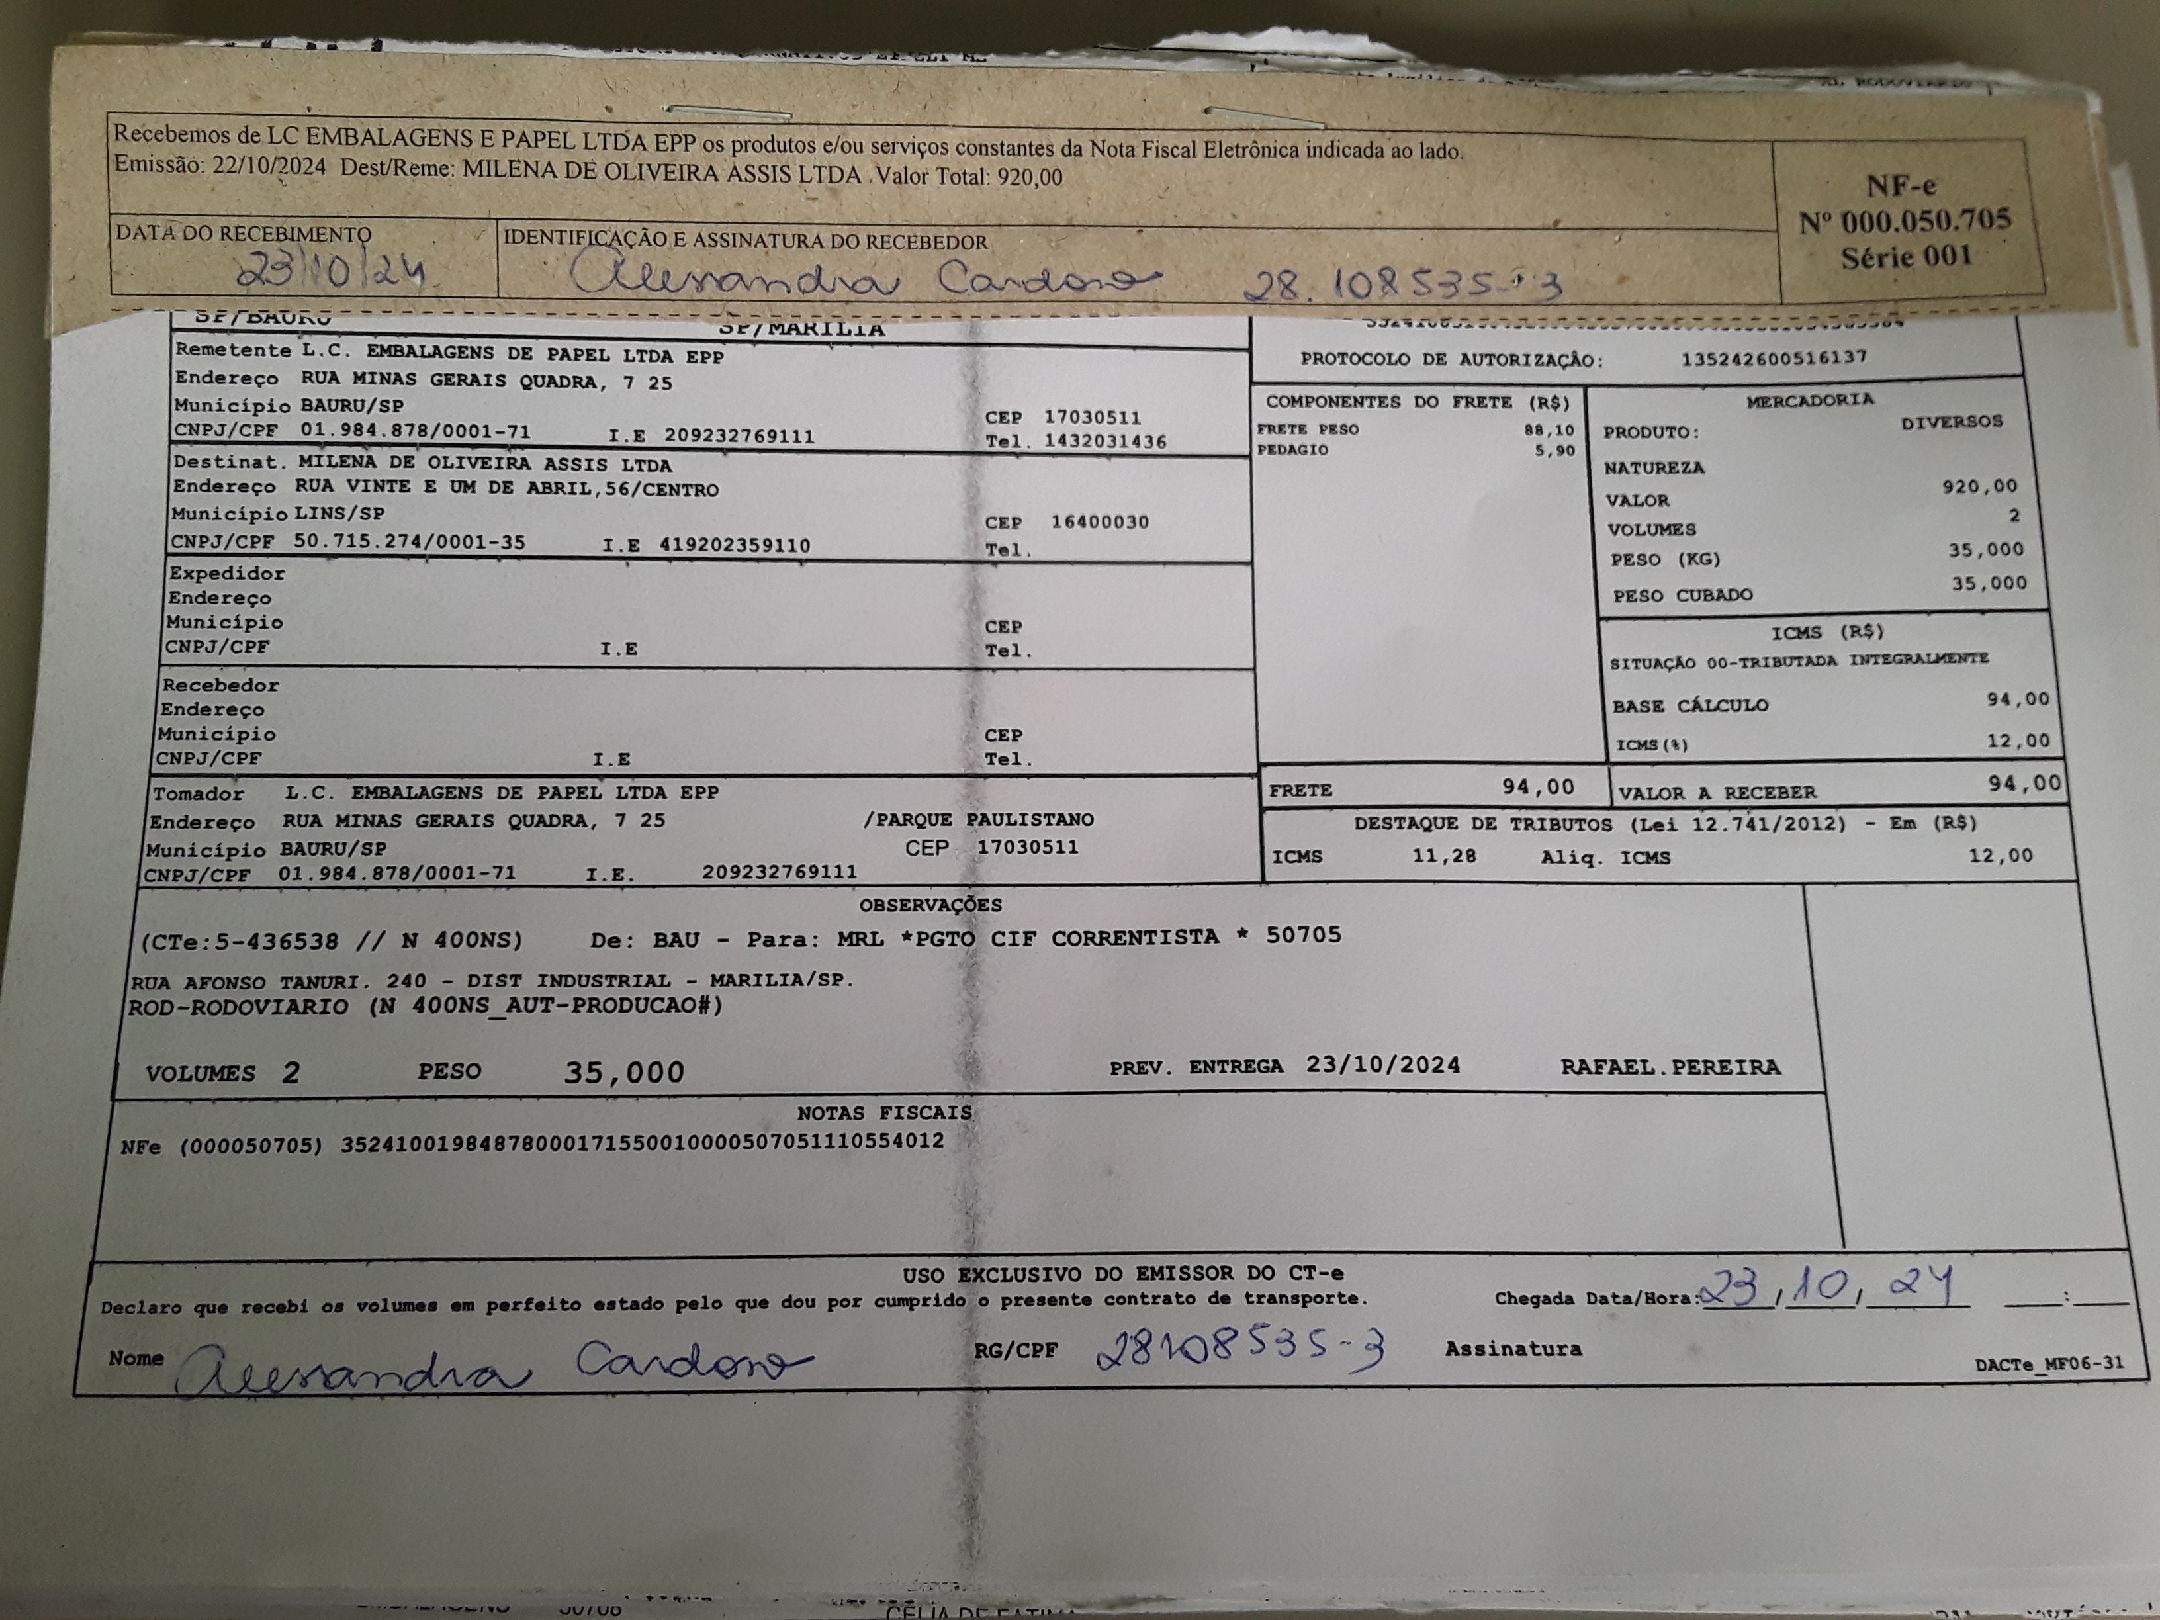 Recebemos de LC EMBALAGENS E PAPEL LTDA EPP os produtos e/ou serviços constantes da Nota Fiscal Eletrônica indicada ao lado.
Emissão: 22/10/2024 Dest/Reme: MILENA DE OLIVEIRA ASSIS LTDA .Valor Total: 920,00
NF-e
Nº 000.050.705
Série 001
DATA DO RECEBIMENTO
23/10/24
IDENTIFICAÇÃO E ASSINATURA DO RECEBEDOR
Alessandra Cardoso 28.108535-3
SP/BAURU SP/MARILIA
Remetente L.C. EMBALAGENS DE PAPEL LTDA EPP
Endereço RUA MINAS GERAIS QUADRA, 7 25
Município BAURU/SP CEP 17030511
CNPJ/CPF 01.984.878/0001-71 I.E 209232769111 Tel. 1432031436
Destinat. MILENA DE OLIVEIRA ASSIS LTDA
Endereço RUA VINTE E UM DE ABRIL,56/CENTRO
Município LINS/SP CEP 16400030
CNPJ/CPF 50.715.274/0001-35 I.E 419202359110 Tel.
Expedidor
Endereço
Município CEP
CNPJ/CPF I.E Tel.
Recebedor
Endereço
Município CEP
CNPJ/CPF I.E Tel.
Tomador L.C. EMBALAGENS DE PAPEL LTDA EPP
Endereço RUA MINAS GERAIS QUADRA, 7 25 /PARQUE PAULISTANO
Município BAURU/SP CEP 17030511
CNPJ/CPF 01.984.878/0001-71 I.E. 209232769111
PROTOCOLO DE AUTORIZAÇÃO: 135242600516137
COMPONENTES DO FRETE (R$)
FRETE PESO 88,10
PEDAGIO 5,90
MERCADORIA
PRODUTO: DIVERSOS
NATUREZA
VALOR 920,00
VOLUMES 2
PESO (KG) 35,000
PESO CUBADO 35,000
ICMS (R$)
SITUAÇÃO 00-TRIBUTADA INTEGRALMENTE
BASE CÁLCULO 94,00
ICMS(%) 12,00
FRETE 94,00 VALOR A RECEBER 94,00
DESTAQUE DE TRIBUTOS (Lei 12.741/2012) - Em (R$)
ICMS 11,28 Aliq. ICMS 12,00
OBSERVAÇÕES
(CTe:5-436538 // N 400NS) De: BAU - Para: MRL *PGTO CIF CORRENTISTA * 50705
RUA AFONSO TANURI. 240 - DIST INDUSTRIAL - MARILIA/SP.
ROD-RODOVIARIO (N 400NS_AUT-PRODUCAO#)
VOLUMES 2 PESO 35,000 PREV. ENTREGA 23/10/2024 RAFAEL.PEREIRA
NOTAS FISCAIS
NFe (000050705) 35241001984878000171550010000507051110554012
USO EXCLUSIVO DO EMISSOR DO CT-e
Declaro que recebi os volumes em perfeito estado pelo que dou por cumprido o presente contrato de transporte. Chegada Data/Hora: 23/10/24 __:__
Nome Alessandra Cardoso RG/CPF 28108535-3 Assinatura
DACTe_MF06-31